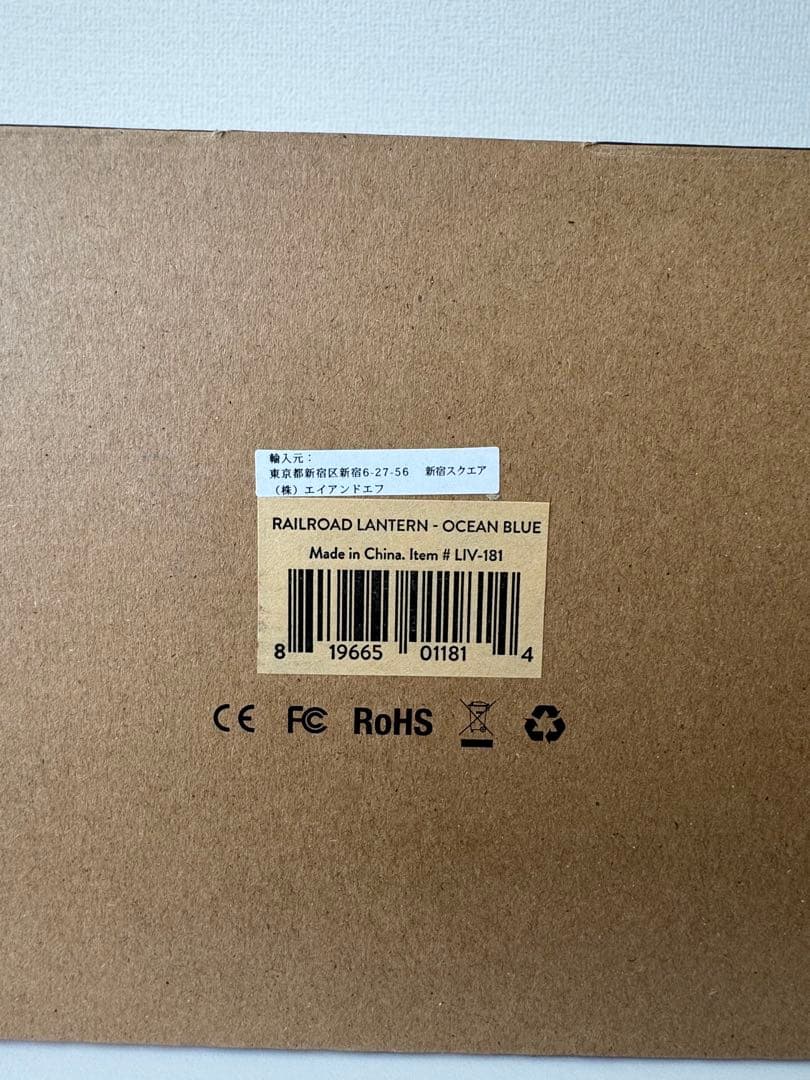 輸入元：
東京都新宿区新宿6-27-56　新宿スクエア
（株）エイアンドエフ
RAILROAD LANTERN - OCEAN BLUE
Made in China. Item # LIV-181
8 19665 01181 4
CE FC RoHS